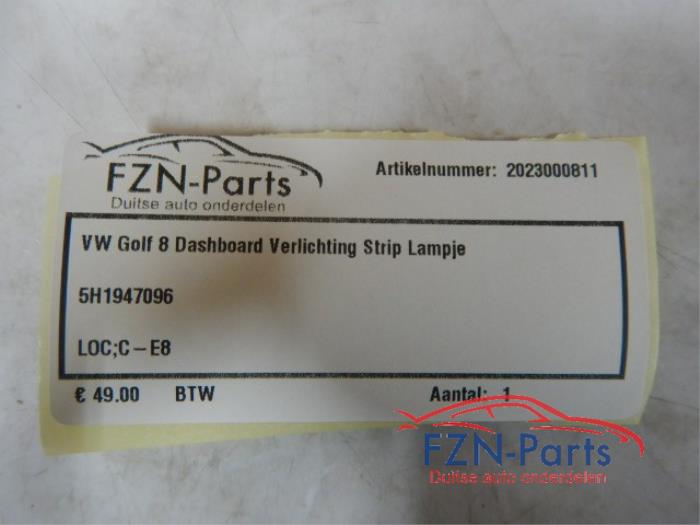 FZN-Parts
Duitse auto onderdelen
Artikelnummer: 2023000811
VW Golf 8 Dashboard Verlichting Strip Lampje
5H1947096
LOC;C-E8
€ 49.00 BTW Aantal: 1
FZN-Parts
Duitse auto onderdelen